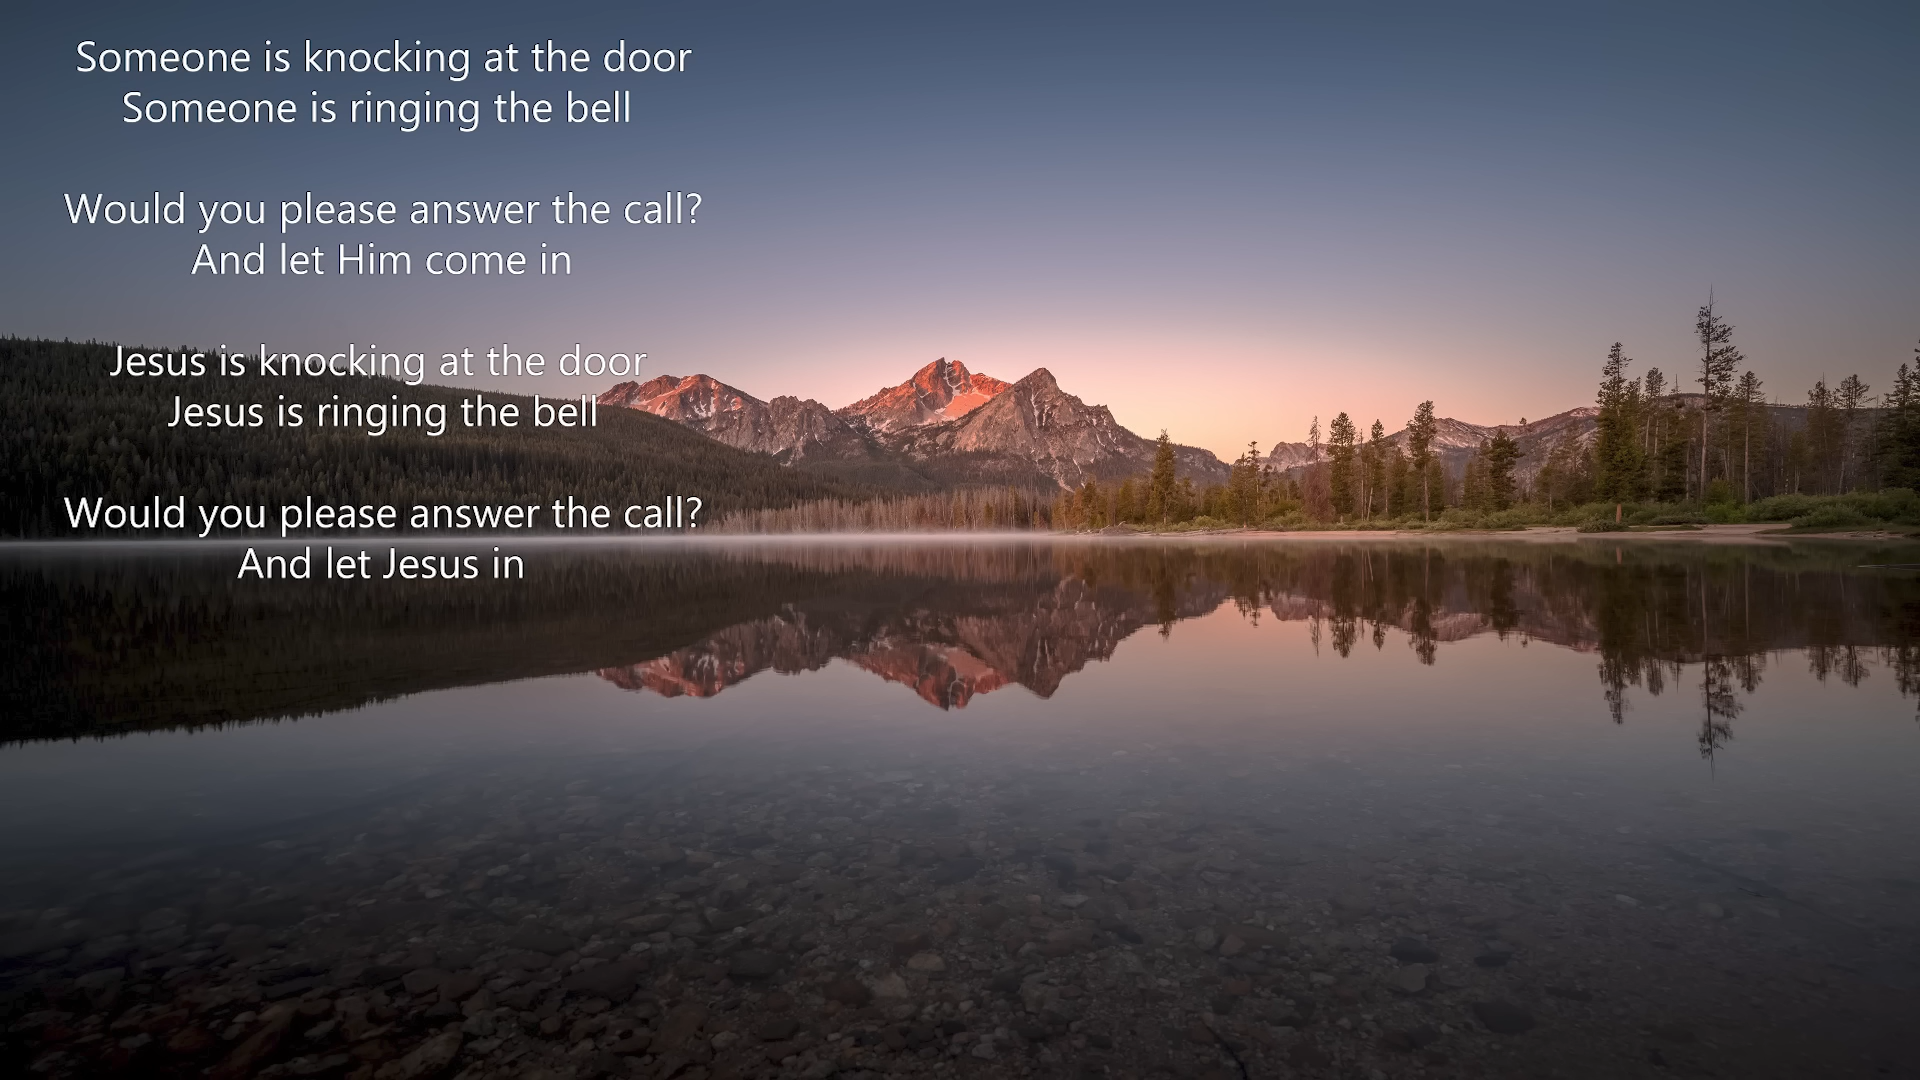 Someone is knocking at the door
Someone is ringing the bell
Would you please answer the call?
And let Him come in
Jesus is knocking at the door
Jesus is ringing the bell
Would you please answer the call?
And let Jesus in